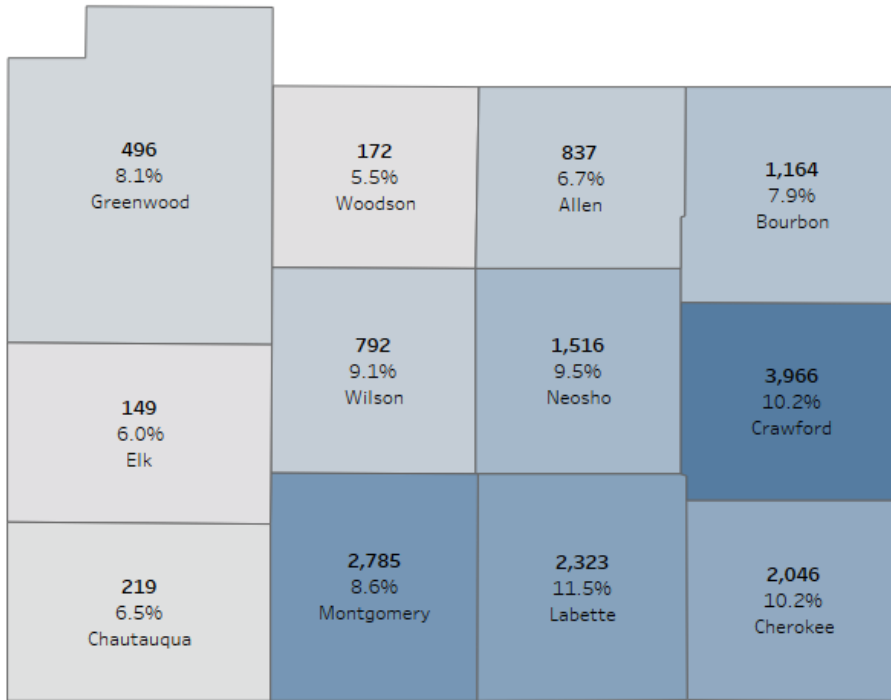 496
8.1%
Greenwood
172
5.5%
Woodson
837
6.7%
Allen
1,164
7.9%
Bourbon
792
9.1%
Wilson
1,516
9.5%
Neosho
3,966
10.2%
Crawford
149
6.0%
Elk
219
6.5%
Chautauqua
2,785
8.6%
Montgomery
2,323
11.5%
Labette
2,046
10.2%
Cherokee